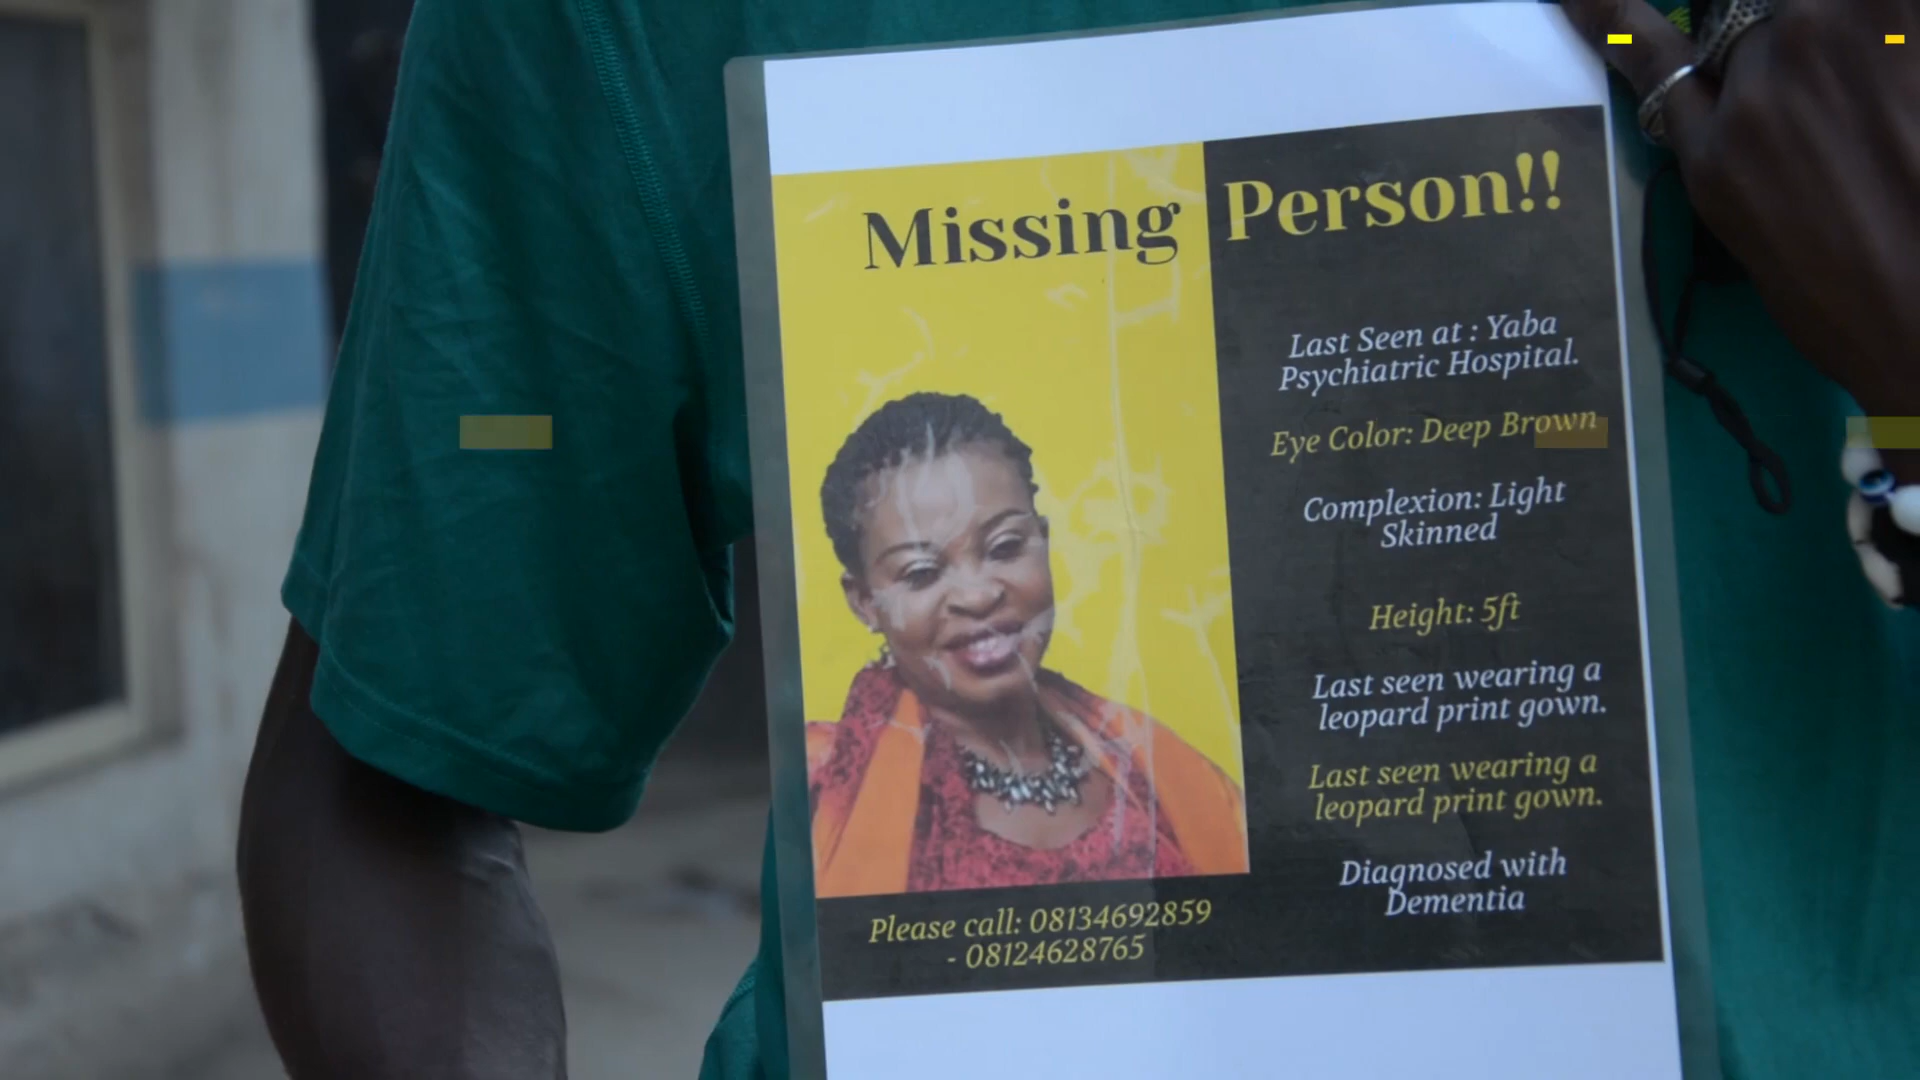 Missing Person!!
Last Seen at : Yaba
Psychiatric Hospital.
Eye Color: Deep Brown
Complexion: Light
Skinned
Height: 5ft
Last seen wearing a
leopard print gown.
Last seen wearing a
leopard print gown.
Diagnosed with
Dementia
Please call: 08134692859
- 08124628765